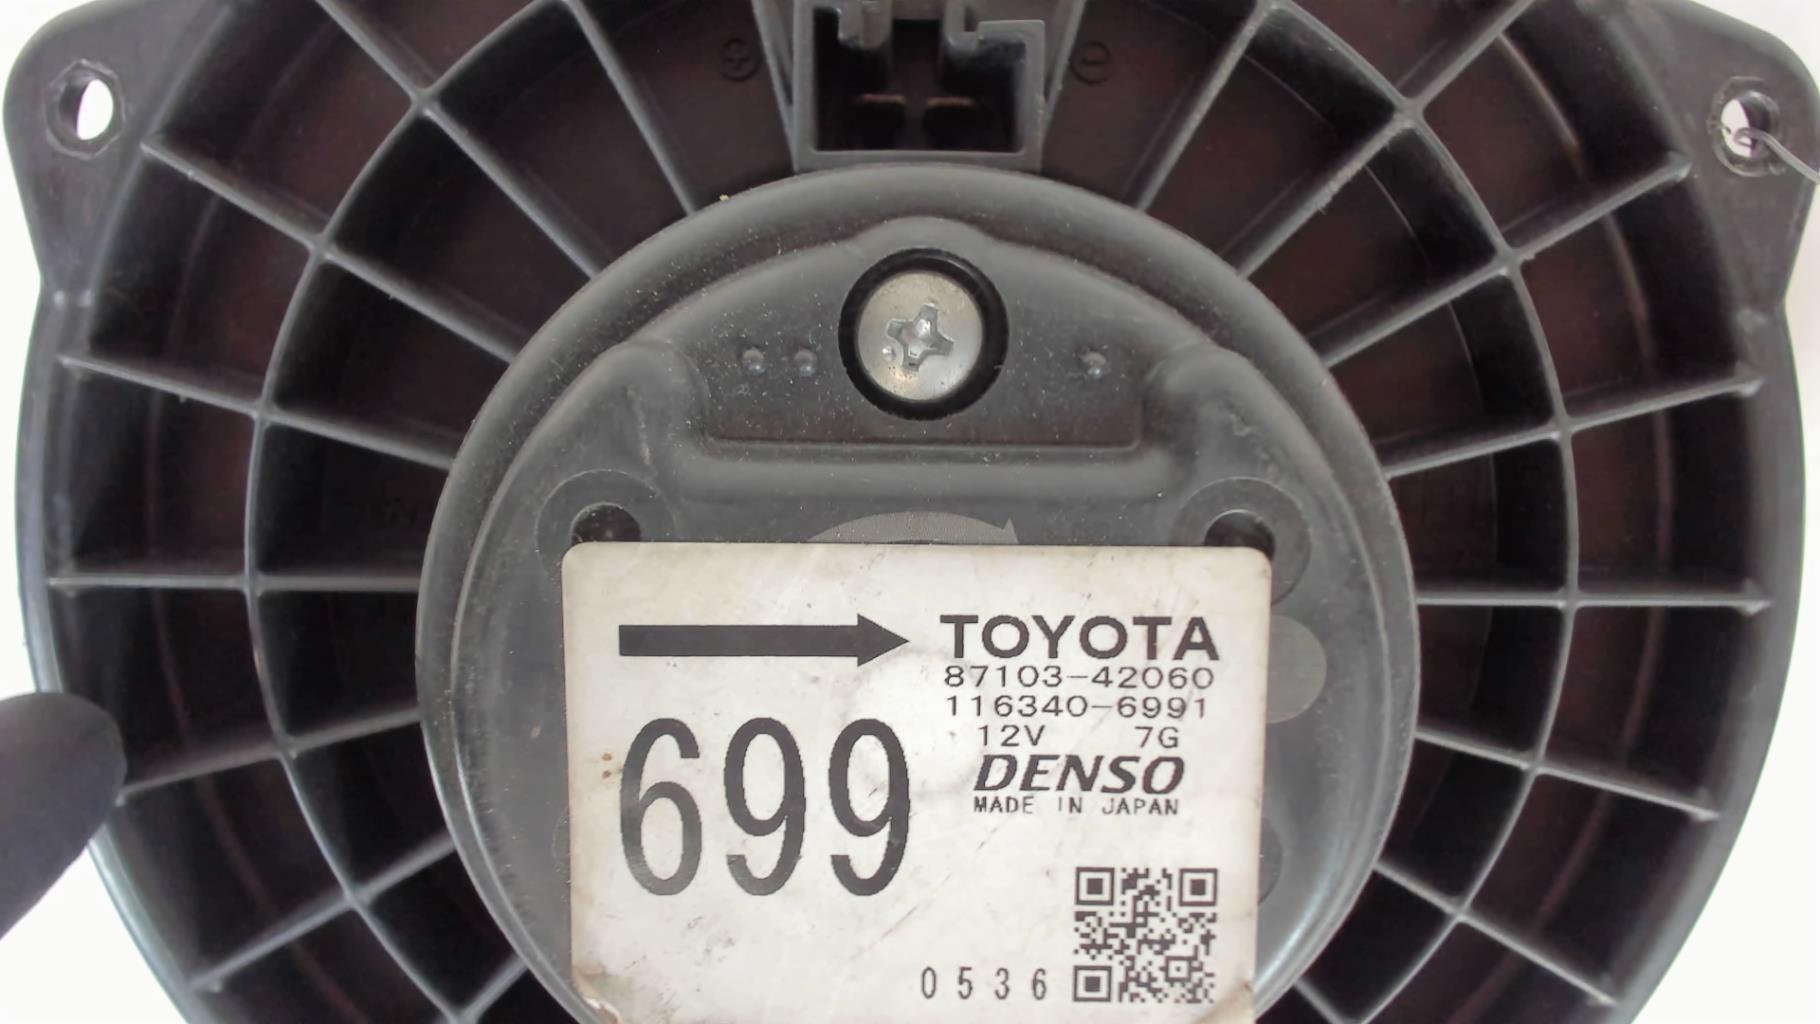 TOYOTA
87103-42060
116340-6991
12V 7G
699
DENSO
MADE IN JAPAN
0536